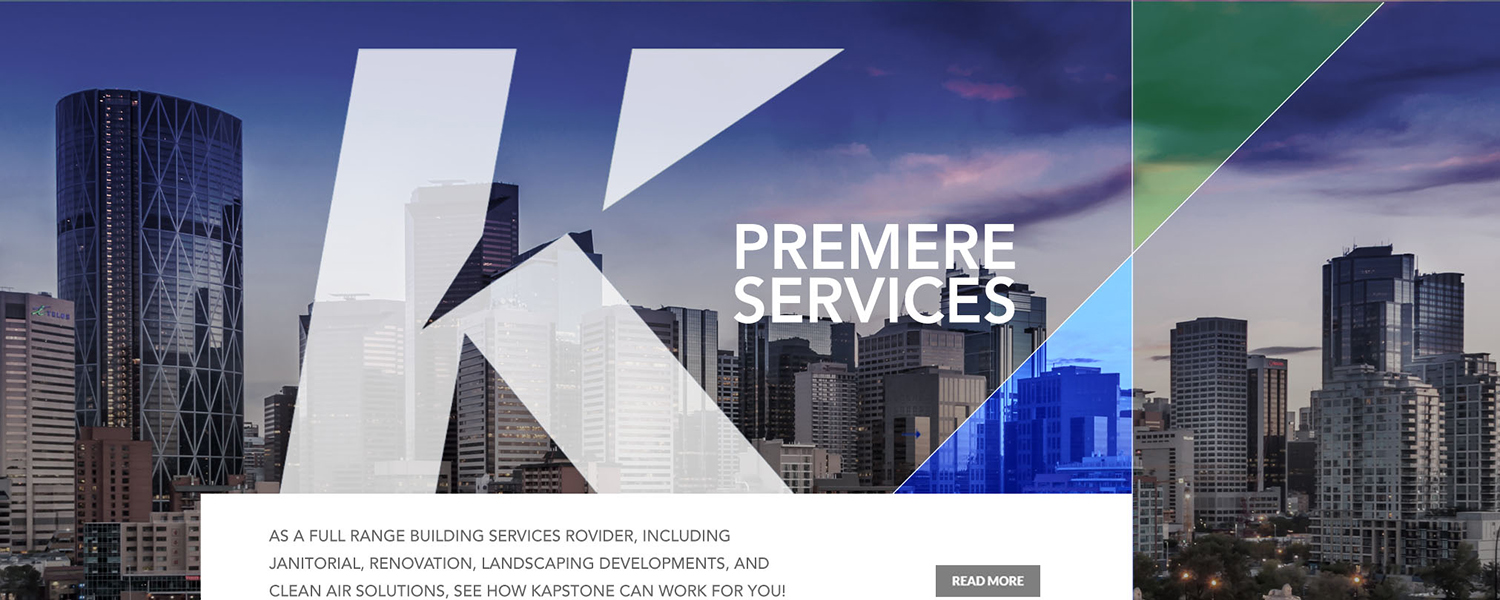 K
PREMERE
SERVICES
TELUS
AS A FULL RANGE BUILDING SERVICES ROVIDER, INCLUDING
JANITORIAL, RENOVATION, LANDSCAPING DEVELOPMENTS, AND
CLEAN AIR SOLUTIONS, SEE HOW KAPSTONE CAN WORK FOR YOU!
READ MORE